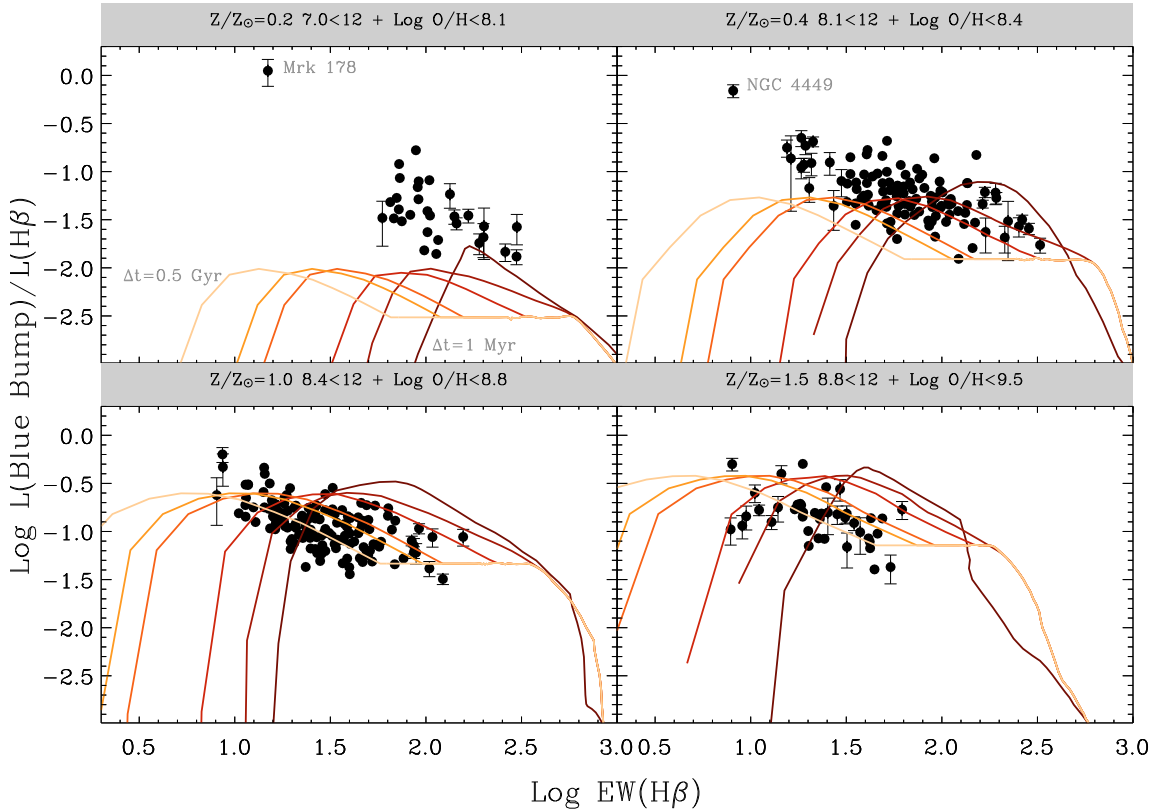 Z/Z⊙=0.2 7.0<12 + Log O/H<8.1
Z/Z⊙=0.4 8.1<12 + Log O/H<8.4
0.0
−0.5
−1.0
−1.5
−2.0
−2.5
Mrk 178
Δt=0.5 Gyr
Δt=1 Myr
NGC 4449
Z/Z⊙=1.0 8.4<12 + Log O/H<8.8
Z/Z⊙=1.5 8.8<12 + Log O/H<9.5
0.0
−0.5
−1.0
−1.5
−2.0
−2.5
0.5 1.0 1.5 2.0 2.5 3.0 0.5 1.0 1.5 2.0 2.5 3.0
Log L(Blue Bump)/L(Hβ)
Log EW(Hβ)